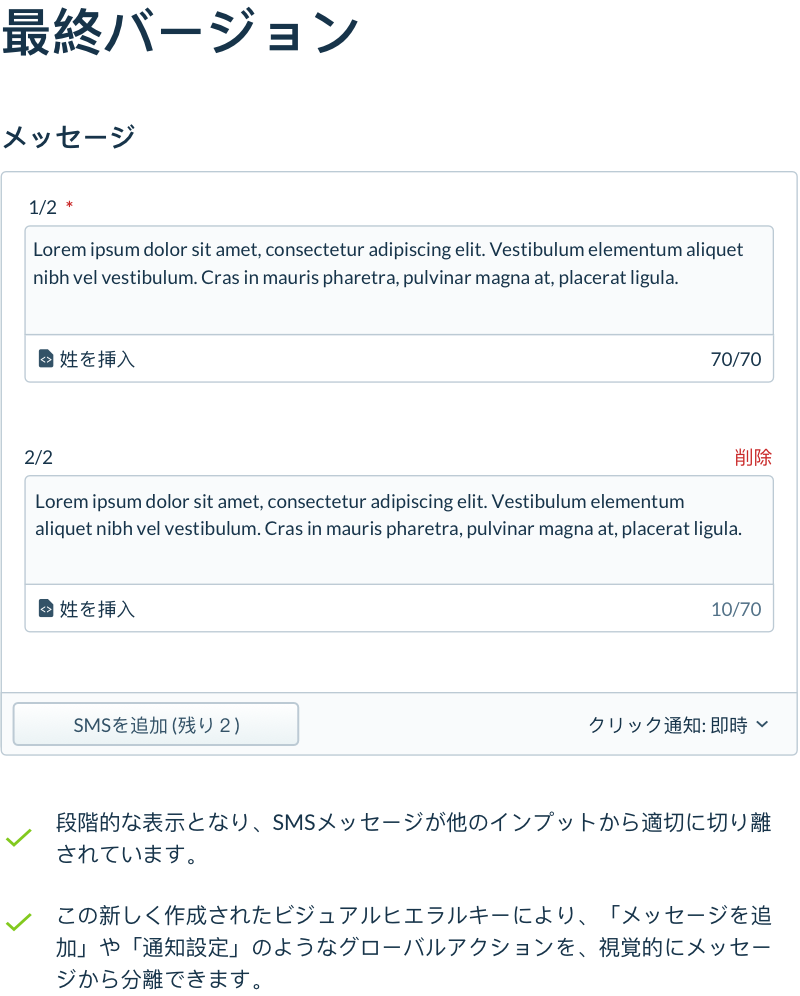 最終バージョン
メッセージ
1/2 *
Lorem ipsum dolor sit amet, consectetur adipiscing elit. Vestibulum elementum aliquet
nibh vel vestibulum. Cras in mauris pharetra, pulvinar magna at, placerat ligula.
姓を挿入 70/70
2/2 削除
Lorem ipsum dolor sit amet, consectetur adipiscing elit. Vestibulum elementum
aliquet nibh vel vestibulum. Cras in mauris pharetra, pulvinar magna at, placerat ligula.
姓を挿入 10/70
SMSを追加 (残り２) クリック通知: 即時
段階的な表示となり、SMSメッセージが他のインプットから適切に切り離
されています。
この新しく作成されたビジュアルヒエラルキーにより、「メッセージを追
加」や「通知設定」のようなグローバルアクションを、視覚的にメッセー
ジから分離できます。